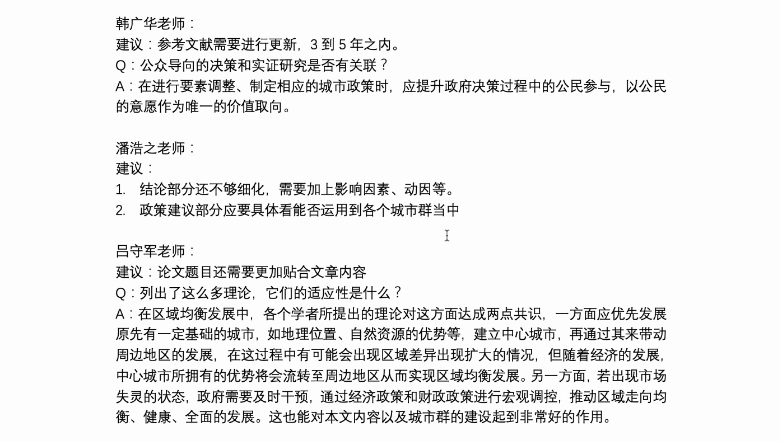 韩广华老师：
建议：参考文献需要进行更新，3 到 5 年之内。
Q：公众导向的决策和实证研究是否有关联？
A：在进行要素调整、制定相应的城市政策时，应提升政府决策过程中的公民参与，以公民
的意愿作为唯一的价值取向。
潘浩之老师：
建议：
1. 结论部分还不够细化，需要加上影响因素、动因等。
2. 政策建议部分应要具体看能否运用到各个城市群当中
吕守军老师：
建议：论文题目还需要更加贴合文章内容
Q：列出了这么多理论，它们的适应性是什么？
A：在区域均衡发展中，各个学者所提出的理论对这方面达成两点共识，一方面应优先发展
原先有一定基础的城市，如地理位置、自然资源的优势等，建立中心城市，再通过其来带动
周边地区的发展，在这过程中有可能会出现区域差异出现扩大的情况，但随着经济的发展，
中心城市所拥有的优势将会流转至周边地区从而实现区域均衡发展。另一方面，若出现市场
失灵的状态，政府需要及时干预，通过经济政策和财政政策进行宏观调控，推动区域走向均
衡、健康、全面的发展。这也能对本文内容以及城市群的建设起到非常好的作用。